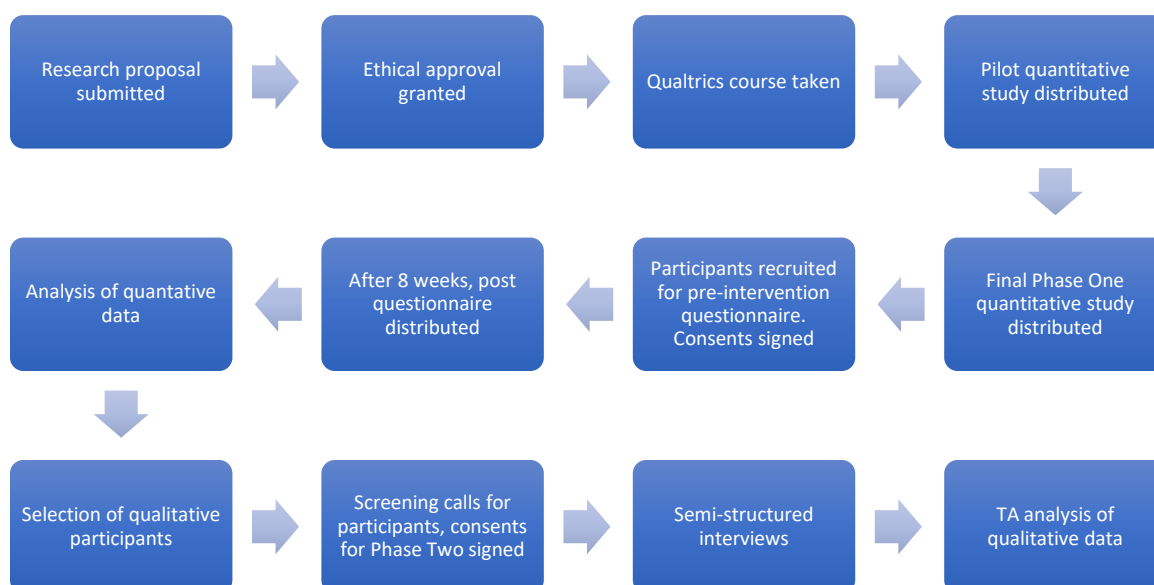 Research proposal
submitted
Ethical approval
granted
Qualtrics course taken
Pilot quantitative
study distributed
Final Phase One
quantitative study
distributed
Participants recruited
for pre-intervention
questionnaire.
Consents signed
After 8 weeks, post
questionnaire
distributed
Analysis of quantative
data
Selection of qualitative
participants
Screening calls for
participants, consents
for Phase Two signed
Semi-structured
interviews
TA analysis of
qualitative data